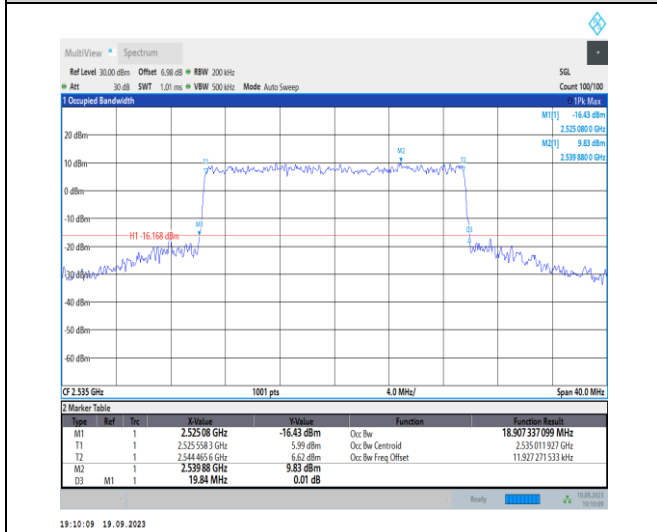 MultiView Spectrum
Ref Level 30.00 dBm Offset 6.98 dB RBW 200 kHz SGL
Att 30 dB SWT 1.01 ms VBW 500 kHz Mode Auto Sweep Count 100/100
1 Occupied Bandwidth 1Pk Max
M1[1] -16.43 dBm
2.525 080 0 GHz
M2[1] 9.83 dBm
2.539 880 0 GHz
20 dBm
M2
T1 T2
10 dBm
0 dBm
-10 dBm
M1 D3
H1 -16.168 dBm
-20 dBm
-30 dBm
-40 dBm
-50 dBm
-60 dBm
CF 2.535 GHz 1001 pts 4.0 MHz/ Span 40.0 MHz
2 Marker Table
Type Ref Trc X-Value Y-Value Function Function Result
M1 1 2.525 08 GHz -16.43 dBm Occ Bw 18.907 337 099 MHz
T1 1 2.525 558 3 GHz 5.99 dBm Occ Bw Centroid 2.535 011 927 GHz
T2 1 2.544 465 6 GHz 6.62 dBm Occ Bw Freq Offset 11.927 271 533 kHz
M2 1 2.539 88 GHz 9.83 dBm
D3 M1 1 19.84 MHz 0.01 dB
Ready 19.09.2023
19:10:09
19:10:09 19.09.2023